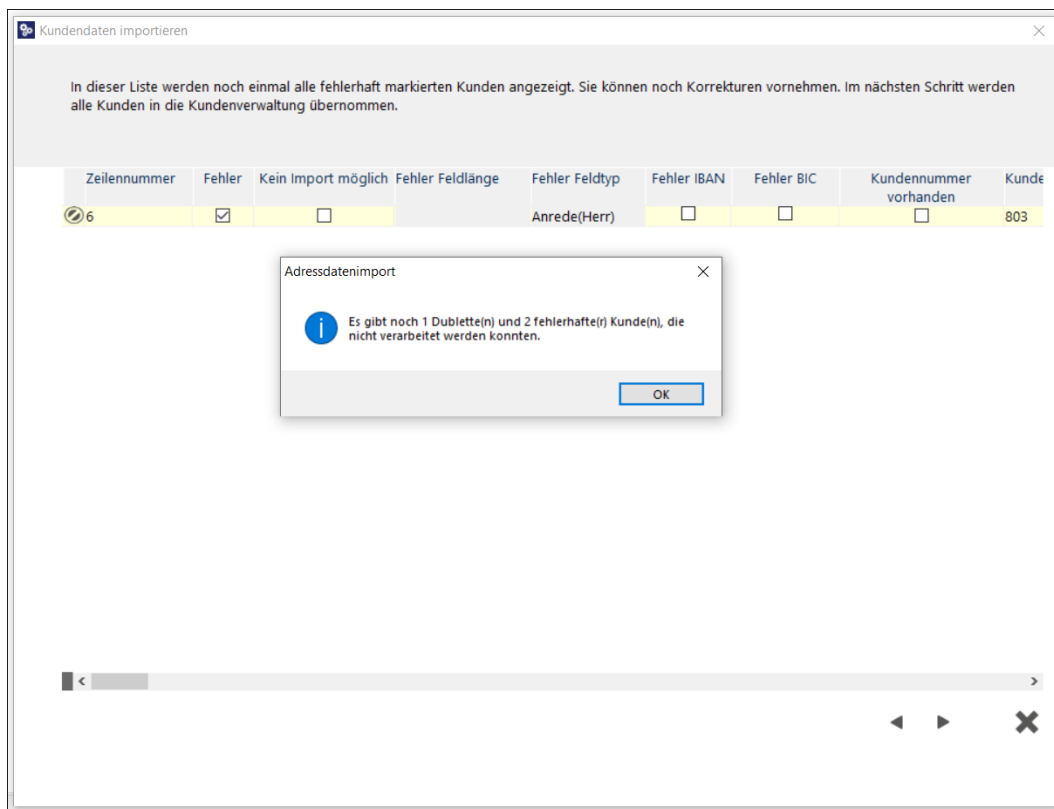 Kundendaten importieren
In dieser Liste werden noch einmal alle fehlerhaft markierten Kunden angezeigt. Sie können noch Korrekturen vornehmen. Im nächsten Schritt werden
alle Kunden in die Kundenverwaltung übernommen.
Zeilennummer Fehler Kein Import möglich Fehler Feldlänge Fehler Feldtyp Fehler IBAN Fehler BIC Kundennummer Kunde
vorhanden
6 Anrede(Herr) 803
Adressdatenimport
Es gibt noch 1 Dublette(n) und 2 fehlerhafte(r) Kunde(n), die
nicht verarbeitet werden konnten.
OK